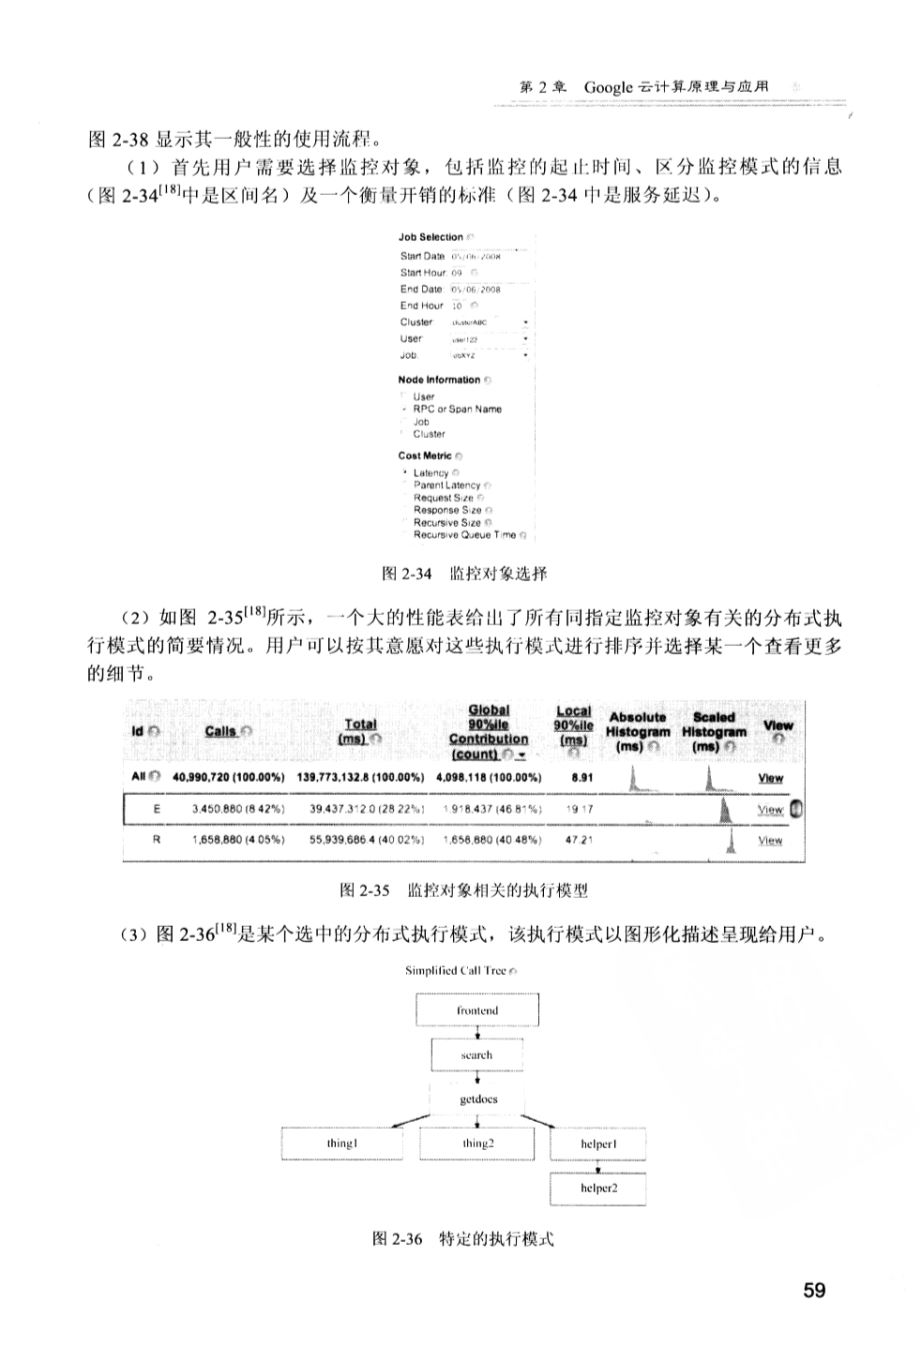 第 2 章 Google 云计算原理与应用
图 2-38 显示其一般性的使用流程。
（1）首先用户需要选择监控对象，包括监控的起止时间、区分监控模式的信息
（图 2-34[18]中是区间名）及一个衡量开销的标准（图 2-34 中是服务延迟）。
Job Selection
Start Date 05/06/2008
Start Hour 09
End Date 05/06/2008
End Hour 10
Cluster clusterABC
User user123
Job jobXYZ
Node Information
User
RPC or Span Name
Job
Cluster
Cost Metric
Latency
Parent Latency
Request Size
Response Size
Recursive Size
Recursive Queue Time
图 2-34 监控对象选择
（2）如图 2-35[18]所示，一个大的性能表给出了所有同指定监控对象有关的分布式执
行模式的简要情况。用户可以按其意愿对这些执行模式进行排序并选择某一个查看更多
的细节。
Id Calls Total (ms) Global 90%ile Contribution (count) Local 90%ile (ms) Absolute Histogram (ms) Scaled Histogram (ms) View
All 40,990,720 (100.00%) 139,773,132.8 (100.00%) 4,098,118 (100.00%) 8.91 View
E 3,450,880 (8.42%) 39,437,312.0 (28.22%) 1,918,437 (46.81%) 19.17 View
R 1,658,880 (4.05%) 55,939,686.4 (40.02%) 1,658,880 (40.48%) 47.21 View
图 2-35 监控对象相关的执行模型
（3）图 2-36[18]是某个选中的分布式执行模式，该执行模式以图形化描述呈现给用户。
Simplified Call Tree
frontend
search
getdocs
thing1 thing2 helper1
helper2
图 2-36 特定的执行模式
59